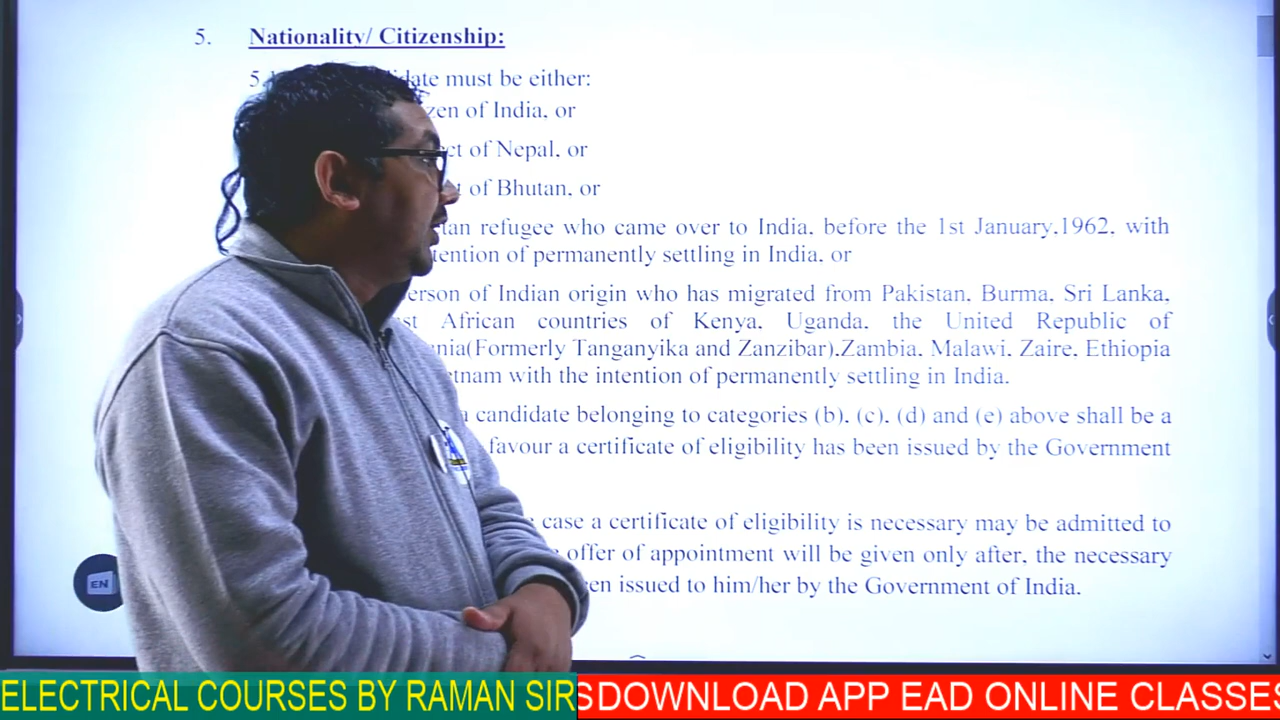 5. Nationality/ Citizenship:
date must be either:
zen of India, or
ct of Nepal, or
of Bhutan, or
tan refugee who came over to India, before the 1st January,1962, with
tention of permanently settling in India, or
erson of Indian origin who has migrated from Pakistan, Burma, Sri Lanka,
st African countries of Kenya, Uganda, the United Republic of
nia(Formerly Tanganyika and Zanzibar),Zambia, Malawi, Zaire, Ethiopia
etnam with the intention of permanently settling in India.
a candidate belonging to categories (b), (c), (d) and (e) above shall be a
favour a certificate of eligibility has been issued by the Government
case a certificate of eligibility is necessary may be admitted to
offer of appointment will be given only after, the necessary
en issued to him/her by the Government of India.
EN
ELECTRICAL COURSES BY RAMAN SIR
S DOWNLOAD APP EAD ONLINE CLASSES